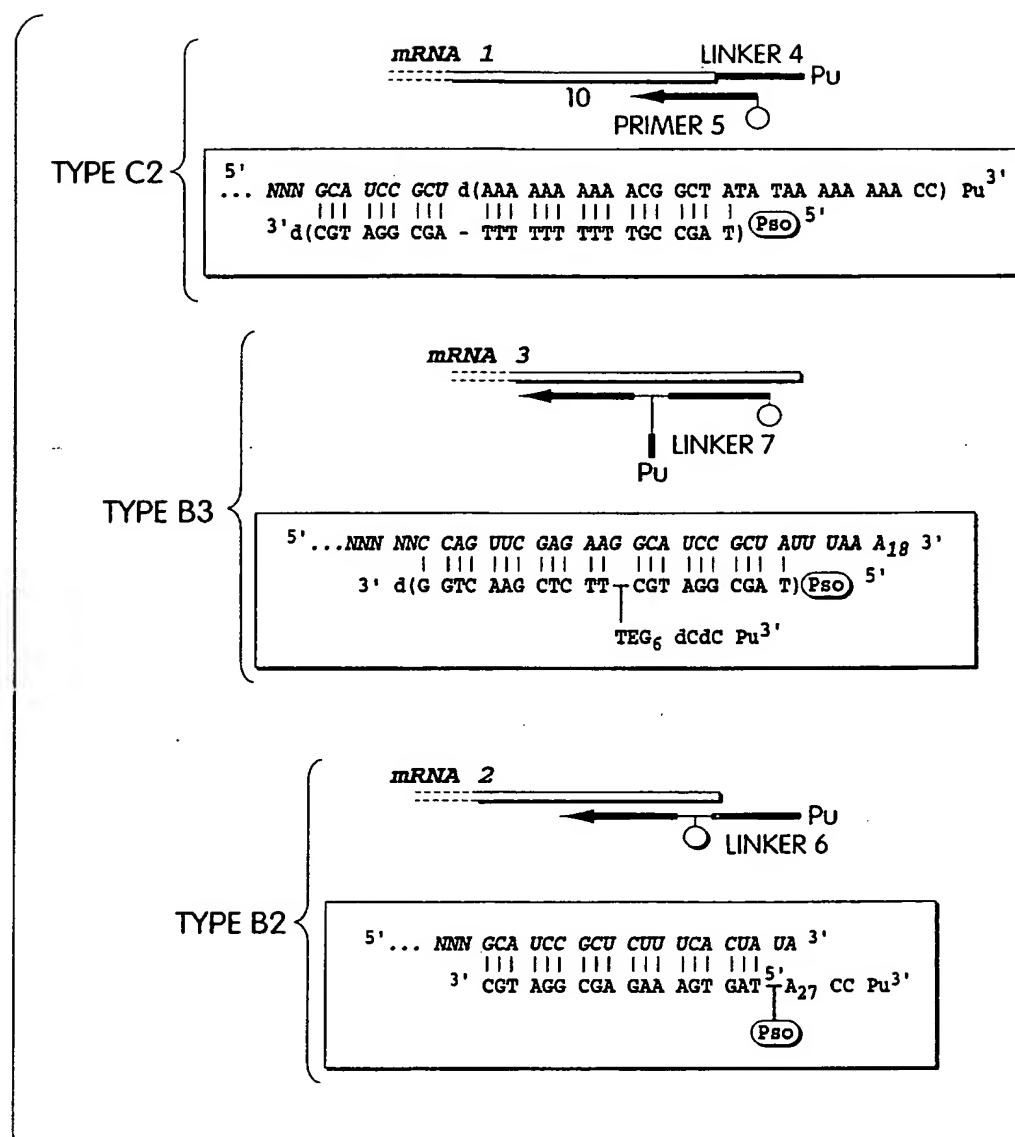 mRNA 1
LINKER 4
Pu
10
PRIMER 5
TYPE C2
5'
... NNN GCA UCC GCU d(AAA AAA AAA ACG GCT ATA TAA AAA AAA CC) Pu3'
3'd(CGT AGG CGA - TTT TTT TTT TGC CGA T) Pso 5'
mRNA 3
LINKER 7
Pu
TYPE B3
5' ...NNN NNC CAG UUC GAG AAG GCA UCC GCU AUU UAA A18 3'
3' d(G GTC AAG CTC TT CGT AGG CGA T) Pso 5'
TEG6 dCdC Pu3'
mRNA 2
Pu
LINKER 6
TYPE B2
5'... NNN GCA UCC GCU CUU UCA CUA UA 3'
3' CGT AGG CGA GAA AGT GAT 5' A27 CC Pu3'
Pso